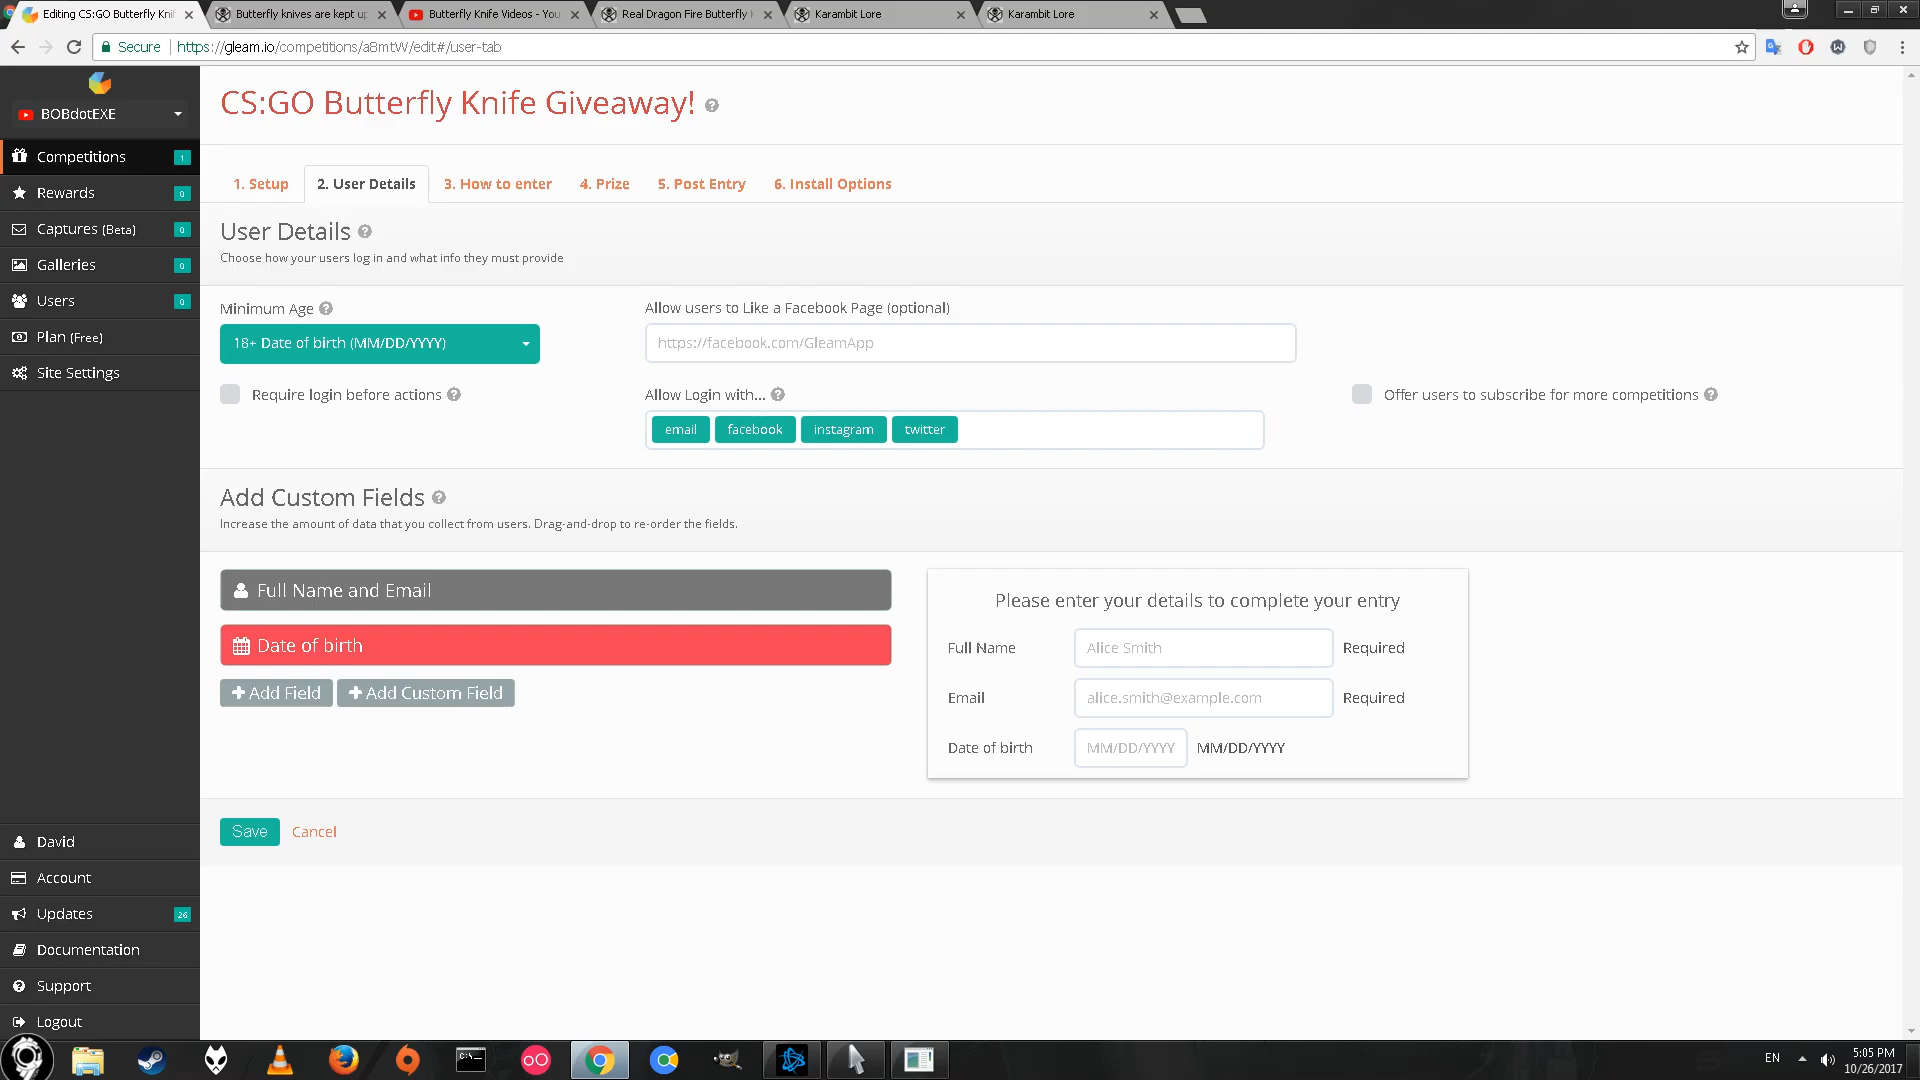 Editing CS:GO Butterfly Knif
Butterfly knives are kept up
Butterfly Knife Videos - You
Real Dragon Fire Butterfly
Karambit Lore
Karambit Lore
Secure
https://gleam.io/competitions/a8mtW/edit#/user-tab
BOBdotEXE
Competitions 1
Rewards 0
Captures (Beta) 0
Galleries 0
Users 0
Plan (Free)
Site Settings
David
Account
Updates 26
Documentation
Support
Logout
CS:GO Butterfly Knife Giveaway!
1. Setup
2. User Details
3. How to enter
4. Prize
5. Post Entry
6. Install Options
User Details
Choose how your users log in and what info they must provide
Minimum Age
18+ Date of birth (MM/DD/YYYY)
Allow users to Like a Facebook Page (optional)
https://facebook.com/GleamApp
Require login before actions
Allow Login with...
email facebook instagram twitter
Offer users to subscribe for more competitions
Add Custom Fields
Increase the amount of data that you collect from users. Drag-and-drop to re-order the fields.
Full Name and Email
Date of birth
Add Field
Add Custom Field
Please enter your details to complete your entry
Full Name Alice Smith Required
Email alice.smith@example.com Required
Date of birth MM/DD/YYYY MM/DD/YYYY
Save
Cancel
EN
5:05 PM
10/26/2017